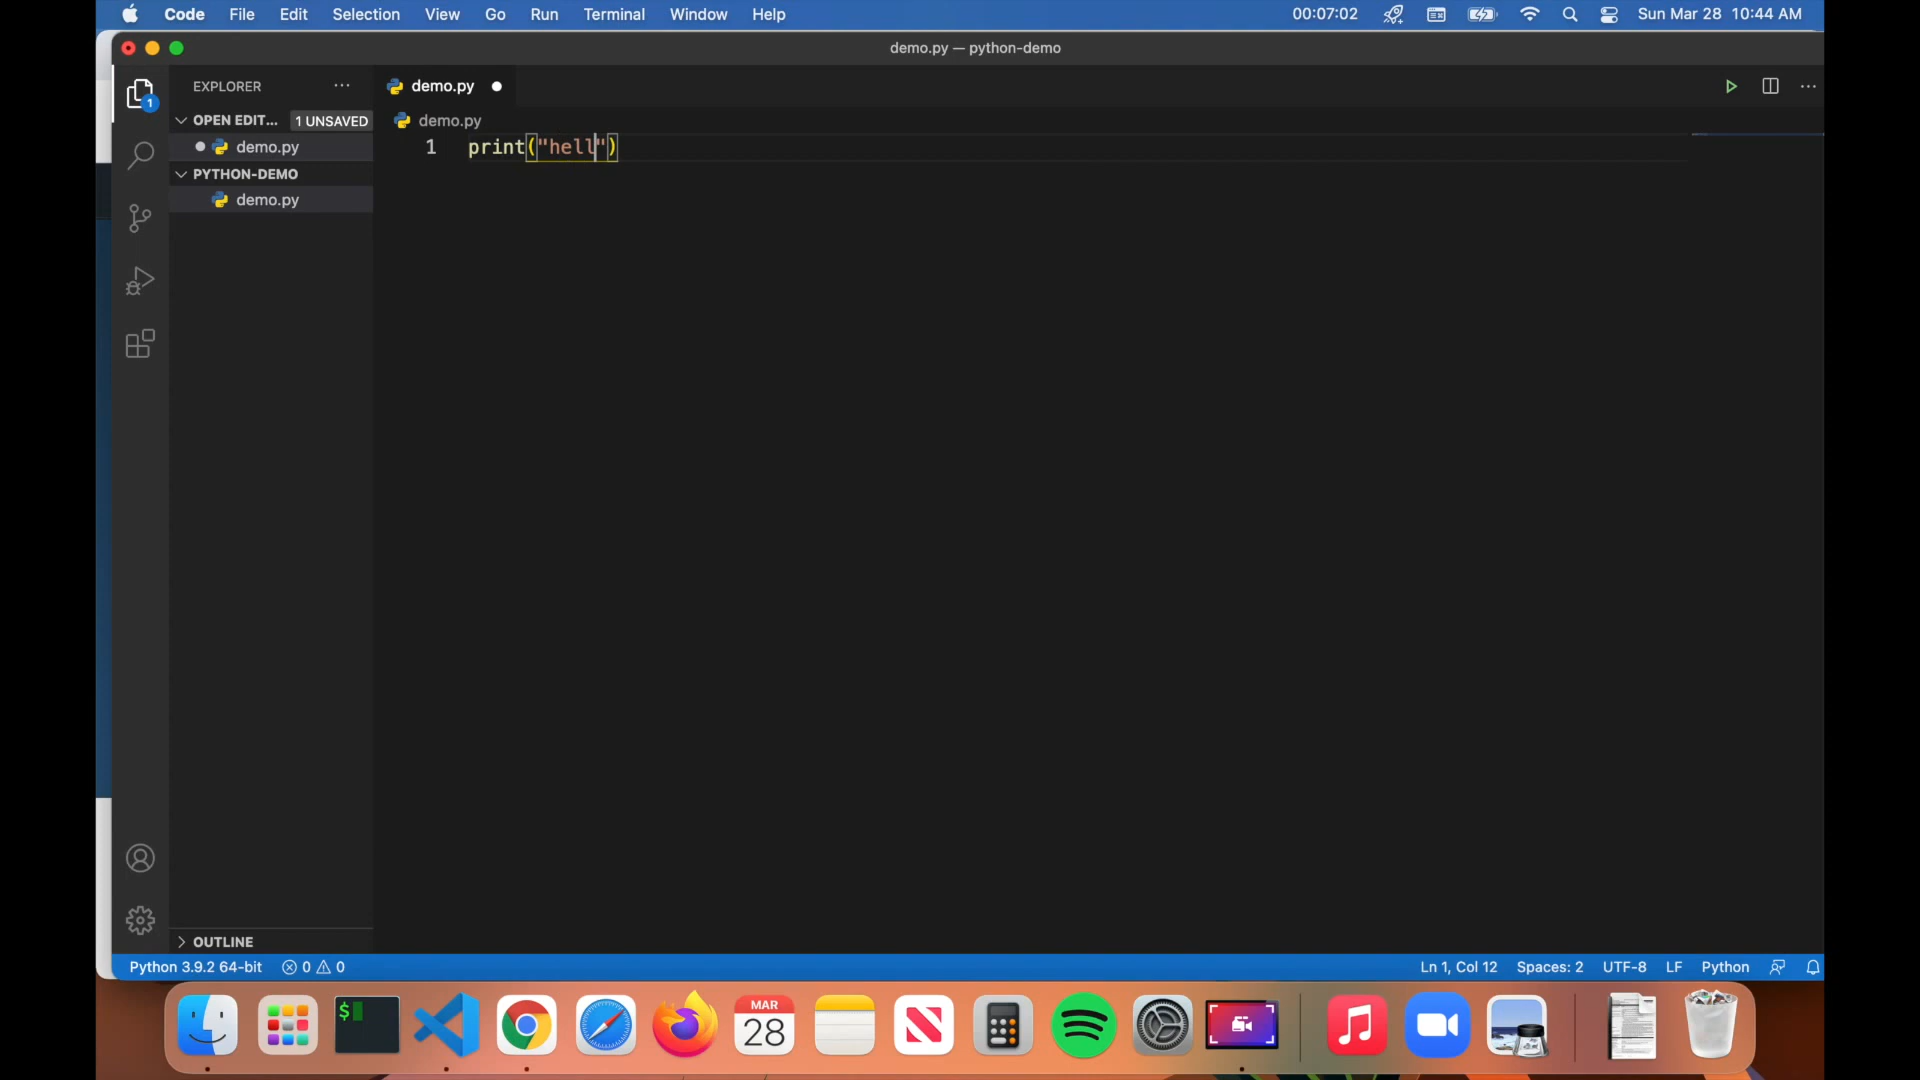 Code File Edit Selection View Go Run Terminal Window Help 00:07:02 Sun Mar 28 10:44 AM
demo.py — python-demo
EXPLORER
demo.py
1
OPEN EDIT... 1 UNSAVED
demo.py
demo.py
1 print("hell")
PYTHON-DEMO
demo.py
OUTLINE
Python 3.9.2 64-bit 0 0 Ln 1, Col 12 Spaces: 2 UTF-8 LF Python
$
MAR
28